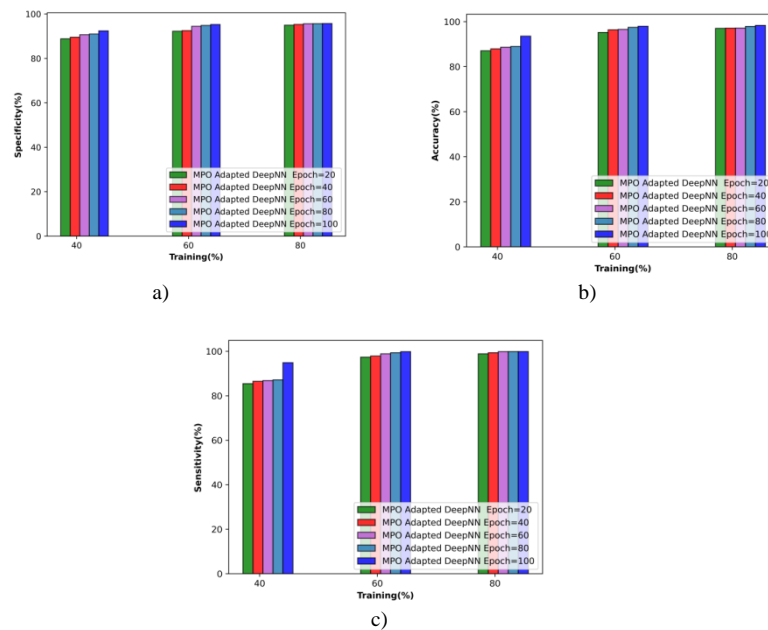 100
80
60
40
20
0
Specificity(%)
MPO Adapted DeepNN Epoch=20
MPO Adapted DeepNN Epoch=40
MPO Adapted DeepNN Epoch=60
MPO Adapted DeepNN Epoch=80
MPO Adapted DeepNN Epoch=100
40
60
80
Training(%)
a)
100
80
60
40
20
0
Accuracy(%)
MPO Adapted DeepNN Epoch=20
MPO Adapted DeepNN Epoch=40
MPO Adapted DeepNN Epoch=60
MPO Adapted DeepNN Epoch=80
MPO Adapted DeepNN Epoch=100
40
60
80
Training(%)
b)
100
80
60
40
20
0
Sensitivity(%)
MPO Adapted DeepNN Epoch=20
MPO Adapted DeepNN Epoch=40
MPO Adapted DeepNN Epoch=60
MPO Adapted DeepNN Epoch=80
MPO Adapted DeepNN Epoch=100
40
60
80
Training(%)
c)